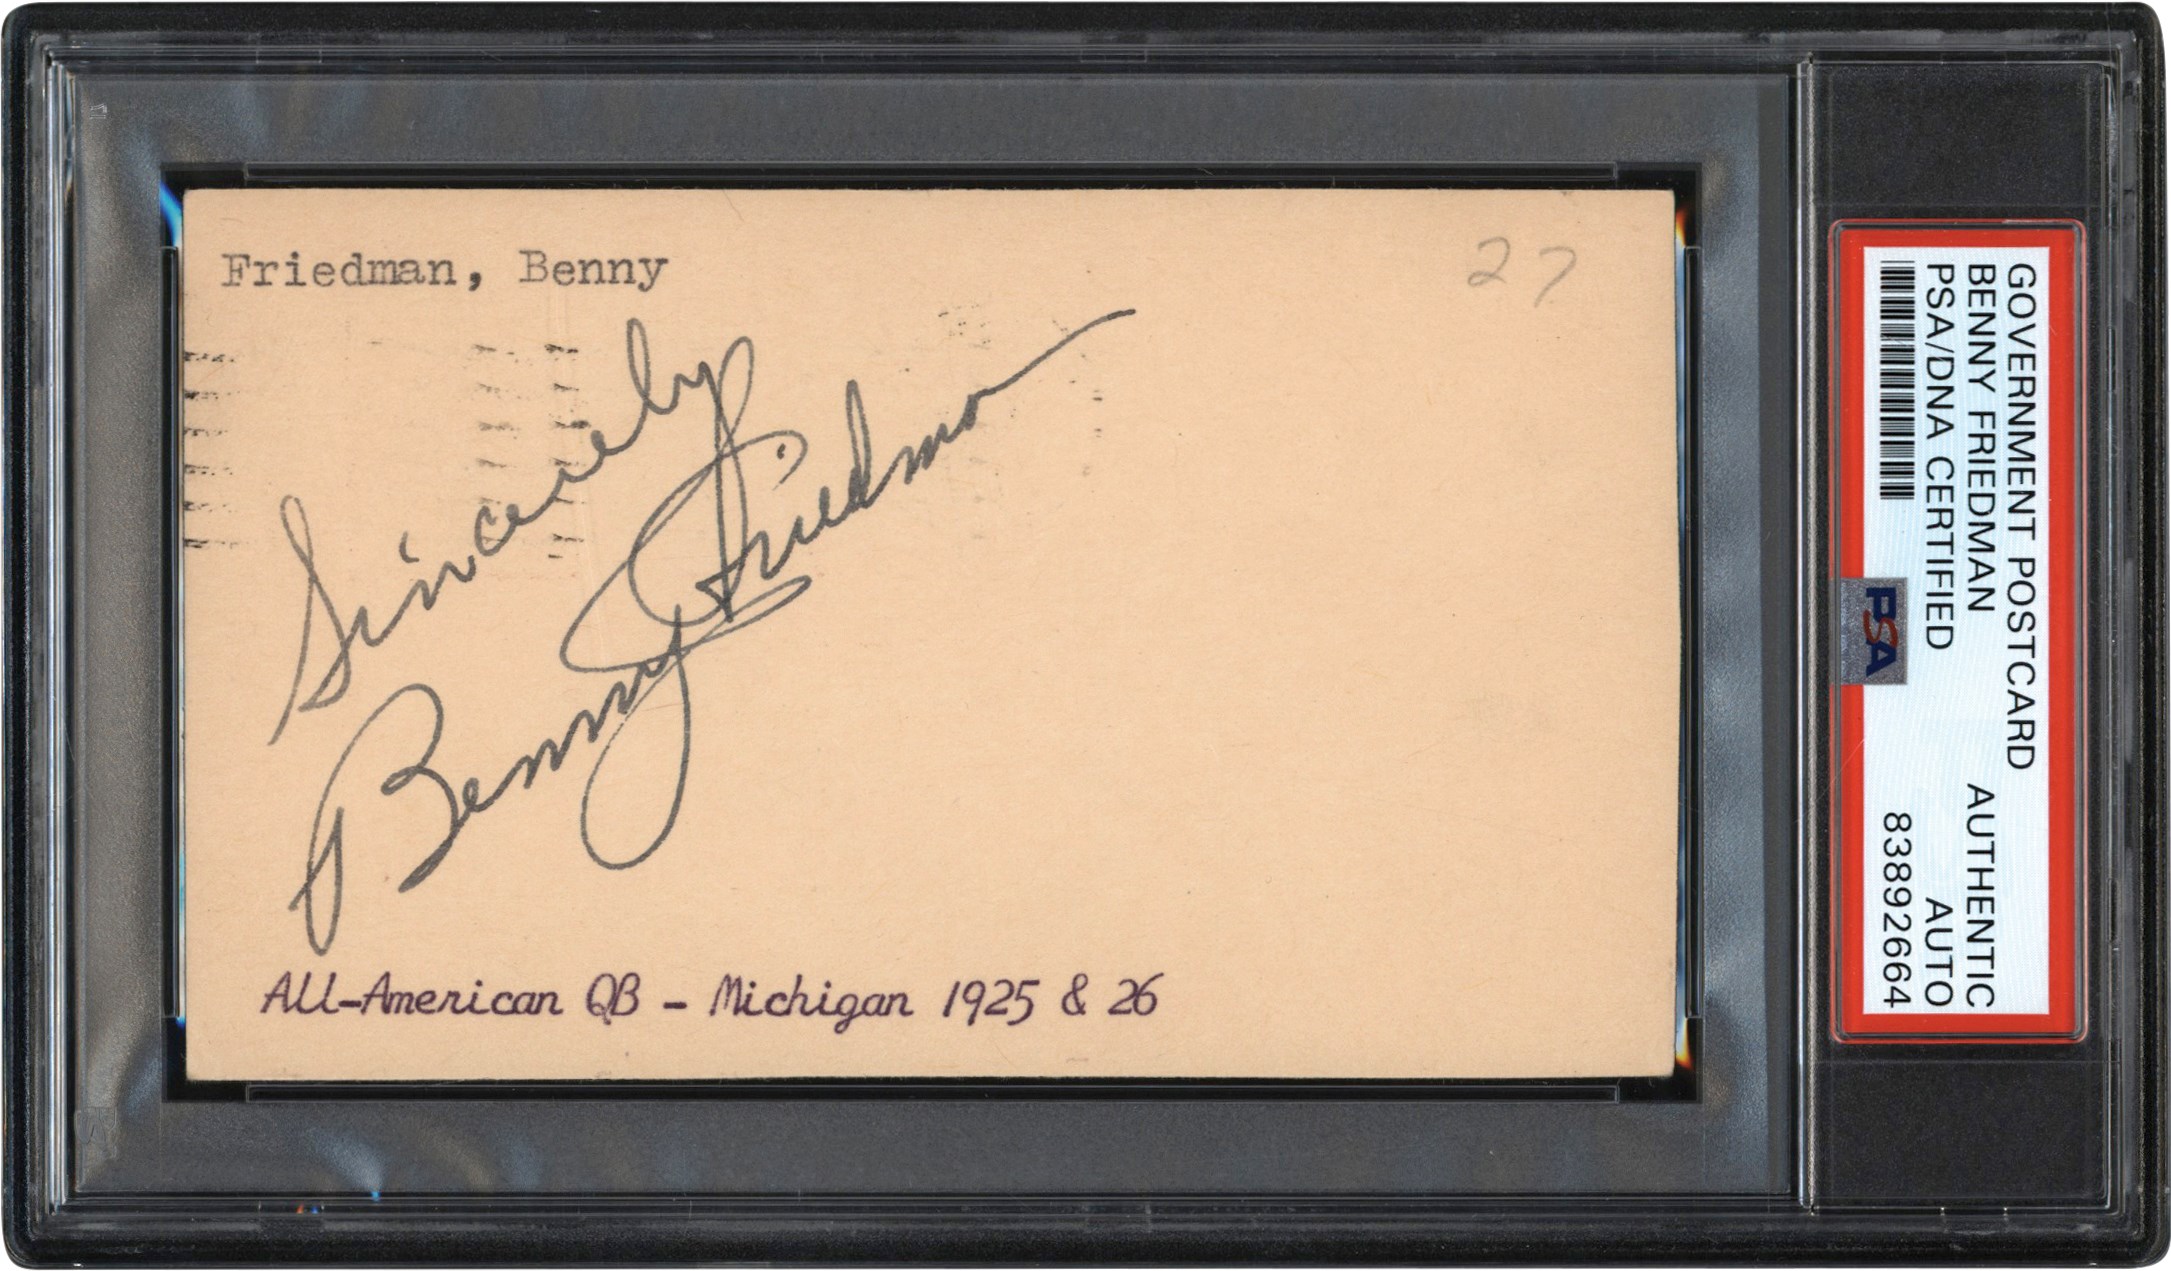 Friedman, Benny
27
Sincerely
Benny Friedman
All-American QB - Michigan 1925 & 26
GOVERNMENT POSTCARD
BENNY FRIEDMAN AUTHENTIC
PSA/DNA CERTIFIED AUTO
83892664
PSA